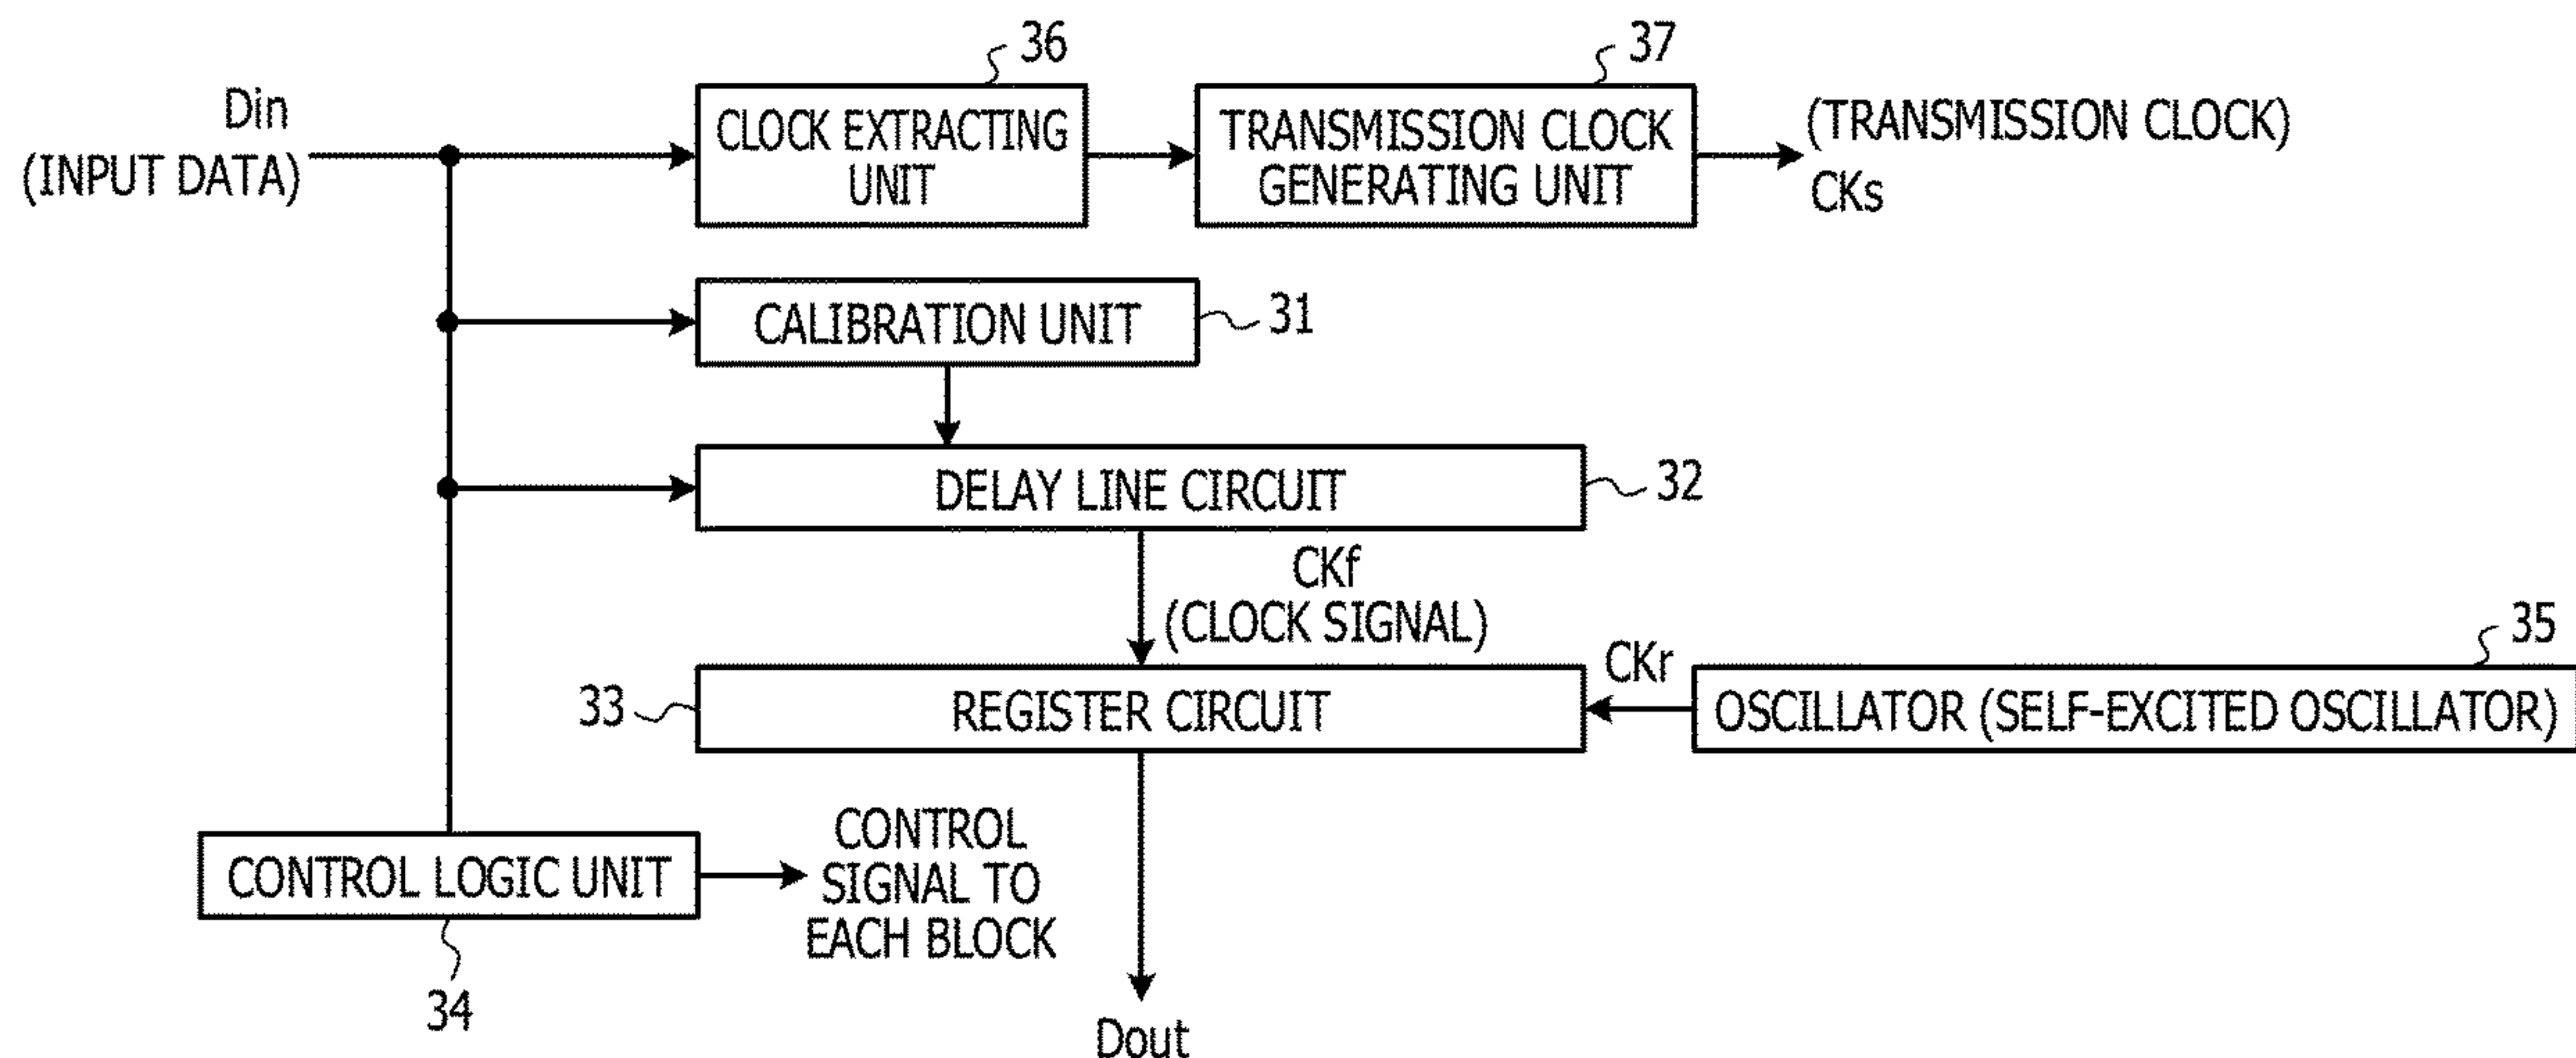 36
37
Din
(INPUT DATA)
CLOCK EXTRACTING
UNIT
TRANSMISSION CLOCK
GENERATING UNIT
(TRANSMISSION CLOCK)
CKs
CALIBRATION UNIT
31
DELAY LINE CIRCUIT
32
CKf
(CLOCK SIGNAL)
35
33
REGISTER CIRCUIT
CKr
OSCILLATOR (SELF-EXCITED OSCILLATOR)
CONTROL LOGIC UNIT
CONTROL
SIGNAL TO
EACH BLOCK
34
Dout